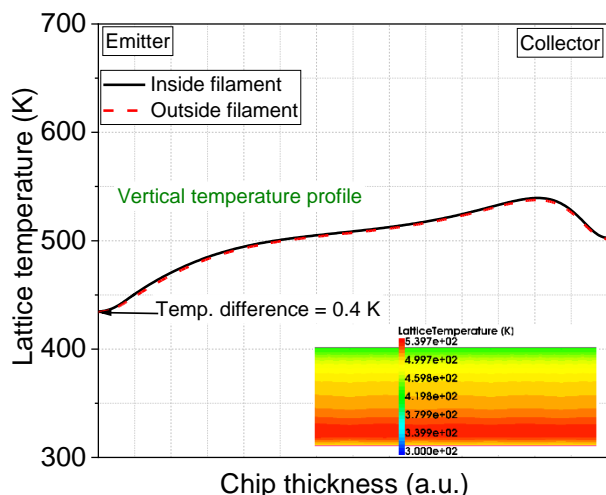 700
600
500
400
300
Lattice temperature (K)
Emitter
Collector
Inside filament
Outside filament
Vertical temperature profile
Temp. difference = 0.4 K
LatticeTemperature (K)
5.397e+02
4.997e+02
4.598e+02
4.198e+02
3.799e+02
3.399e+02
3.000e+02
Chip thickness (a.u.)